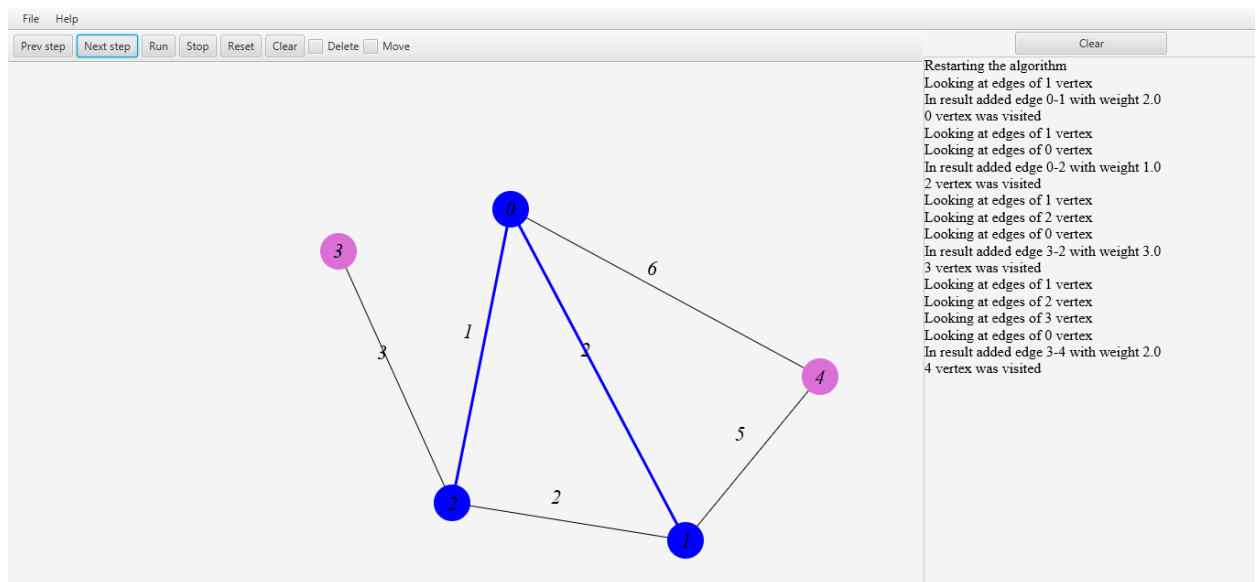 File Help
Prev step Next step Run Stop Reset Clear Delete Move
Clear
Restarting the algorithm
Looking at edges of 1 vertex
In result added edge 0-1 with weight 2.0
0 vertex was visited
Looking at edges of 1 vertex
Looking at edges of 0 vertex
In result added edge 0-2 with weight 1.0
2 vertex was visited
Looking at edges of 1 vertex
Looking at edges of 2 vertex
Looking at edges of 0 vertex
In result added edge 3-2 with weight 3.0
3 vertex was visited
Looking at edges of 1 vertex
Looking at edges of 2 vertex
Looking at edges of 3 vertex
Looking at edges of 0 vertex
In result added edge 3-4 with weight 2.0
4 vertex was visited
0
3
6
1
3
2
4
5
2
2
1